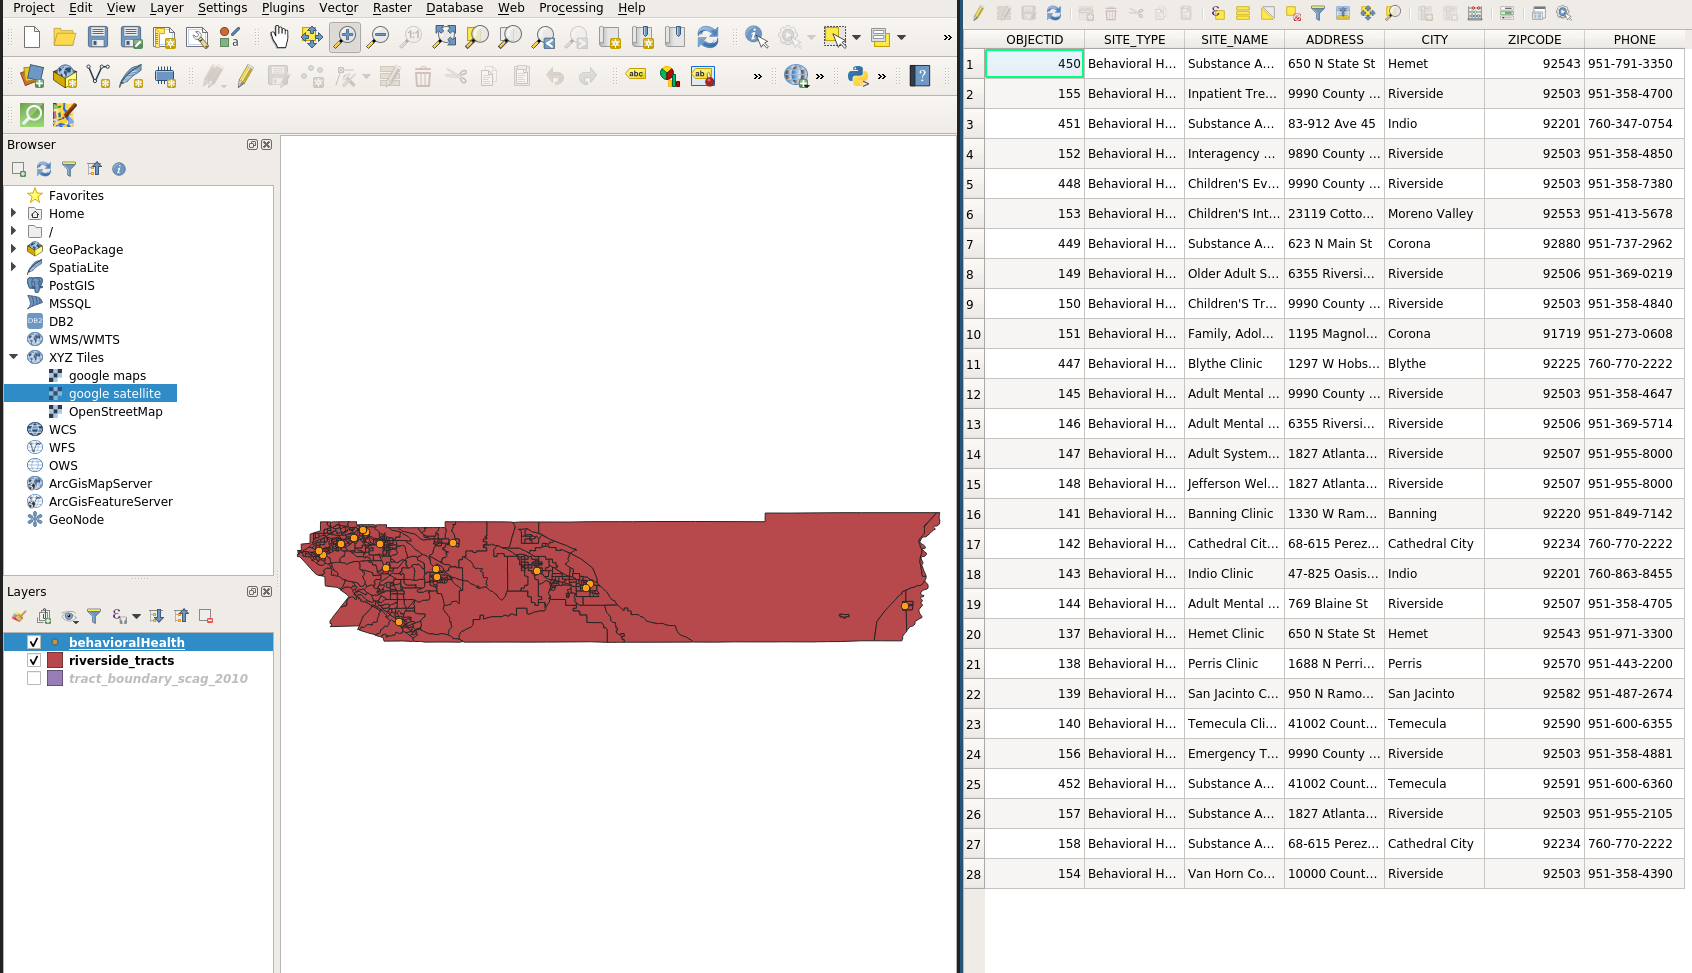 Project Edit View Layer Settings Plugins Vector Raster Database Web Processing Help
Browser
Favorites
Home
/
GeoPackage
SpatiaLite
PostGIS
MSSQL
DB2
WMS/WMTS
XYZ Tiles
google maps
google satellite
OpenStreetMap
WCS
WFS
OWS
ArcGisMapServer
ArcGisFeatureServer
GeoNode
Layers
behavioralHealth
riverside_tracts
tract_boundary_scag_2010
OBJECTID SITE_TYPE SITE_NAME ADDRESS CITY ZIPCODE PHONE
1 450 Behavioral H... Substance A... 650 N State St Hemet 92543 951-791-3350
2 155 Behavioral H... Inpatient Tre... 9990 County ... Riverside 92503 951-358-4700
3 451 Behavioral H... Substance A... 83-912 Ave 45 Indio 92201 760-347-0754
4 152 Behavioral H... Interagency ... 9890 County ... Riverside 92503 951-358-4850
5 448 Behavioral H... Children'S Ev... 9990 County ... Riverside 92503 951-358-7380
6 153 Behavioral H... Children'S Int... 23119 Cotto... Moreno Valley 92553 951-413-5678
7 449 Behavioral H... Substance A... 623 N Main St Corona 92880 951-737-2962
8 149 Behavioral H... Older Adult S... 6355 Riversi... Riverside 92506 951-369-0219
9 150 Behavioral H... Children'S Tr... 9990 County ... Riverside 92503 951-358-4840
10 151 Behavioral H... Family, Adol... 1195 Magnol... Corona 91719 951-273-0608
11 447 Behavioral H... Blythe Clinic 1297 W Hobs... Blythe 92225 760-770-2222
12 145 Behavioral H... Adult Mental ... 9990 County ... Riverside 92503 951-358-4647
13 146 Behavioral H... Adult Mental ... 6355 Riversi... Riverside 92506 951-369-5714
14 147 Behavioral H... Adult System... 1827 Atlanta... Riverside 92507 951-955-8000
15 148 Behavioral H... Jefferson Wel... 1827 Atlanta... Riverside 92507 951-955-8000
16 141 Behavioral H... Banning Clinic 1330 W Ram... Banning 92220 951-849-7142
17 142 Behavioral H... Cathedral Cit... 68-615 Perez... Cathedral City 92234 760-770-2222
18 143 Behavioral H... Indio Clinic 47-825 Oasis... Indio 92201 760-863-8455
19 144 Behavioral H... Adult Mental ... 769 Blaine St Riverside 92507 951-358-4705
20 137 Behavioral H... Hemet Clinic 650 N State St Hemet 92543 951-971-3300
21 138 Behavioral H... Perris Clinic 1688 N Perri... Perris 92570 951-443-2200
22 139 Behavioral H... San Jacinto C... 950 N Ramo... San Jacinto 92582 951-487-2674
23 140 Behavioral H... Temecula Cli... 41002 Count... Temecula 92590 951-600-6355
24 156 Behavioral H... Emergency T... 9990 County ... Riverside 92503 951-358-4881
25 452 Behavioral H... Substance A... 41002 Count... Temecula 92591 951-600-6360
26 157 Behavioral H... Substance A... 1827 Atlanta... Riverside 92503 951-955-2105
27 158 Behavioral H... Substance A... 68-615 Perez... Cathedral City 92234 760-770-2222
28 154 Behavioral H... Van Horn Co... 10000 Count... Riverside 92503 951-358-4390